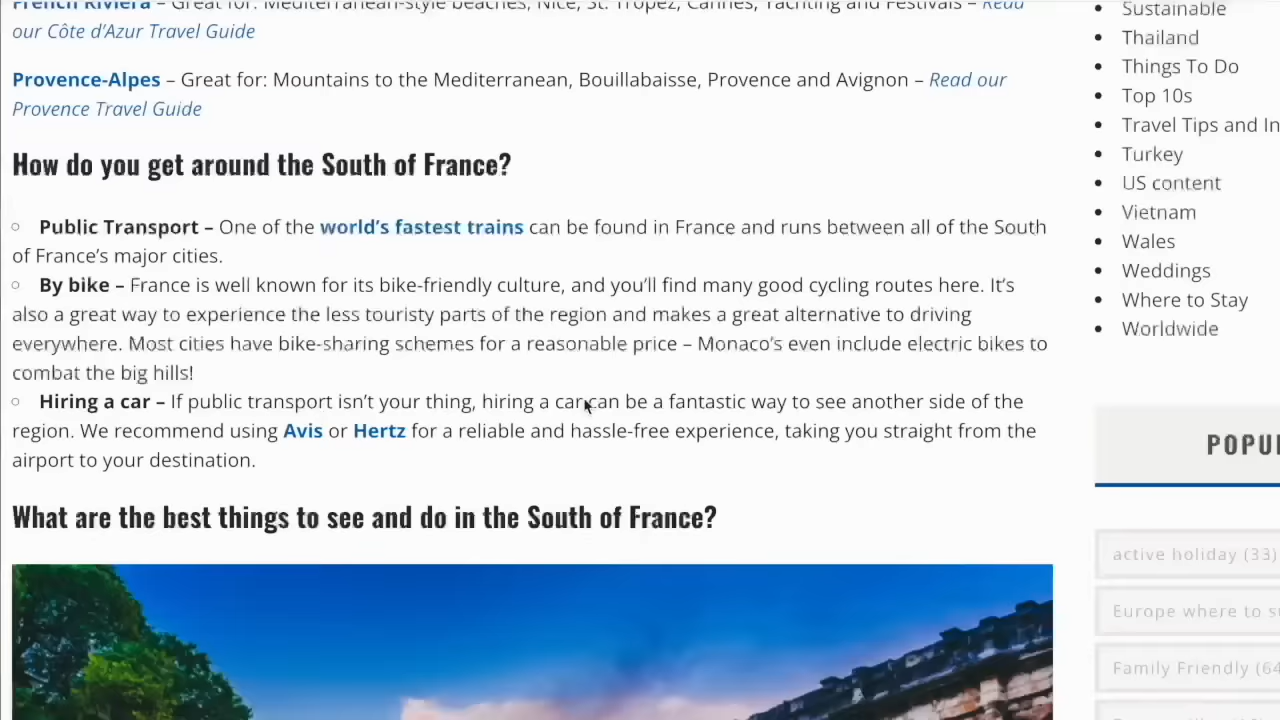 French Riviera – Great for: Mediterranean-style beaches, Nice, St. Tropez, Cannes, Yachting and Festivals – Read
our Côte d’Azur Travel Guide
Provence-Alpes – Great for: Mountains to the Mediterranean, Bouillabaisse, Provence and Avignon – Read our
Provence Travel Guide
How do you get around the South of France?
Public Transport – One of the world’s fastest trains can be found in France and runs between all of the South
of France’s major cities.
By bike – France is well known for its bike-friendly culture, and you’ll find many good cycling routes here. It’s
also a great way to experience the less touristy parts of the region and makes a great alternative to driving
everywhere. Most cities have bike-sharing schemes for a reasonable price – Monaco’s even include electric bikes to
combat the big hills!
Hiring a car – If public transport isn’t your thing, hiring a car can be a fantastic way to see another side of the
region. We recommend using Avis or Hertz for a reliable and hassle-free experience, taking you straight from the
airport to your destination.
What are the best things to see and do in the South of France?
Sustainable
Thailand
Things To Do
Top 10s
Travel Tips and In
Turkey
US content
Vietnam
Wales
Weddings
Where to Stay
Worldwide
POPU
active holiday (33)
Europe where to s
Family Friendly (64